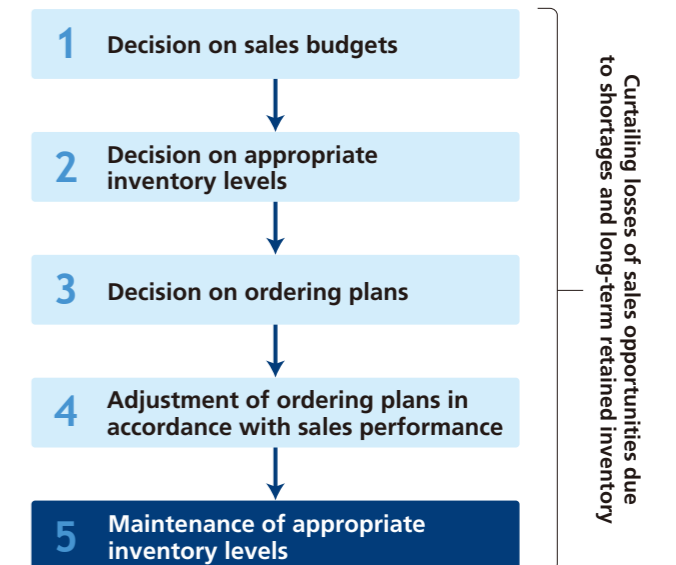 1 Decision on sales budgets
2 Decision on appropriate
inventory levels
3 Decision on ordering plans
4 Adjustment of ordering plans in
accordance with sales performance
5 Maintenance of appropriate
inventory levels
Curtailing losses of sales opportunities due
to shortages and long-term retained inventory